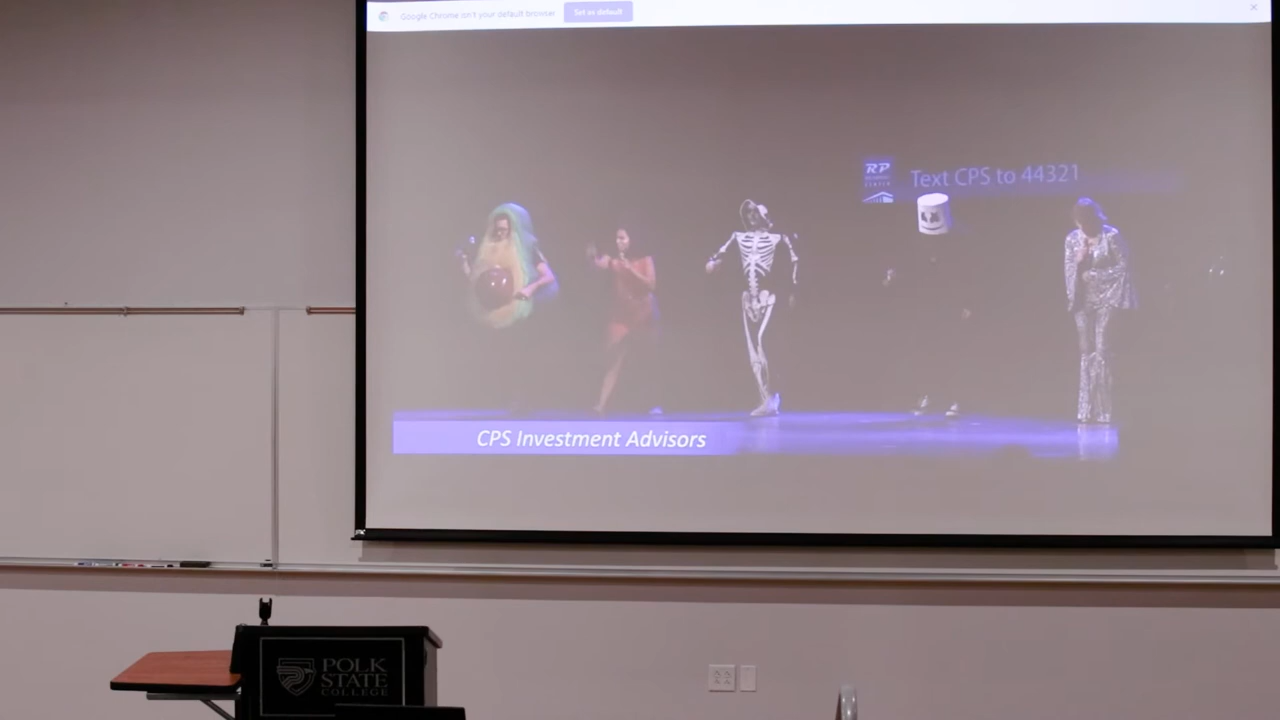 Google Chrome isn't your default browser
Set as default
RP
Text CPS to 44321
CPS Investment Advisors
POLK
STATE
COLLEGE